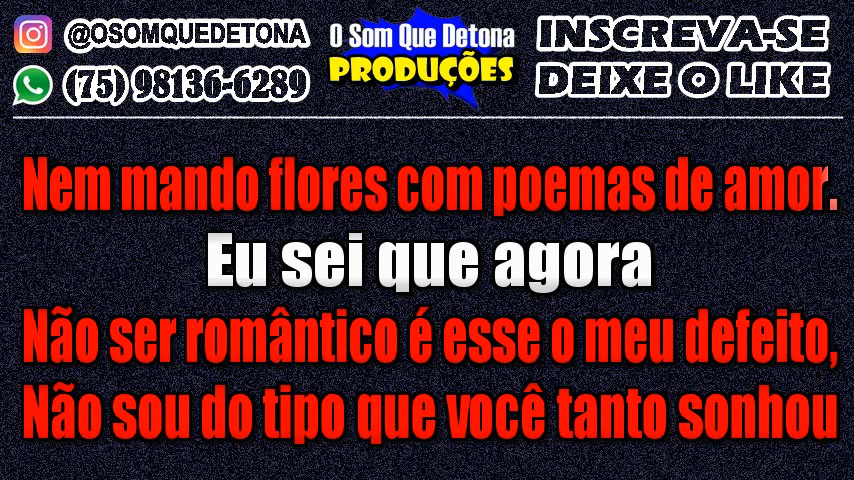 @OSOMQUEDETONA
(75) 98136-6289
O Som Que Detona
PRODUÇÕES
INSCREVA-SE
DEIXE O LIKE
Nem mando flores com poemas de amor.
Eu sei que agora
Não ser romântico é esse o meu defeito,
Não sou do tipo que você tanto sonhou